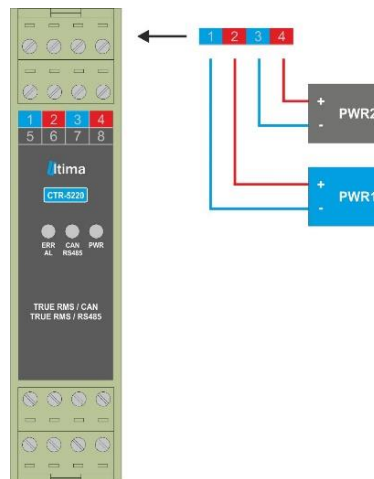 1 2 3 4
5 6 7 8
ltima
CTR-5220
ERR AL
CAN RS485
PWR
TRUE RMS / CAN
TRUE RMS / RS485
1 2 3 4
+
-
PWR2
+
-
PWR1